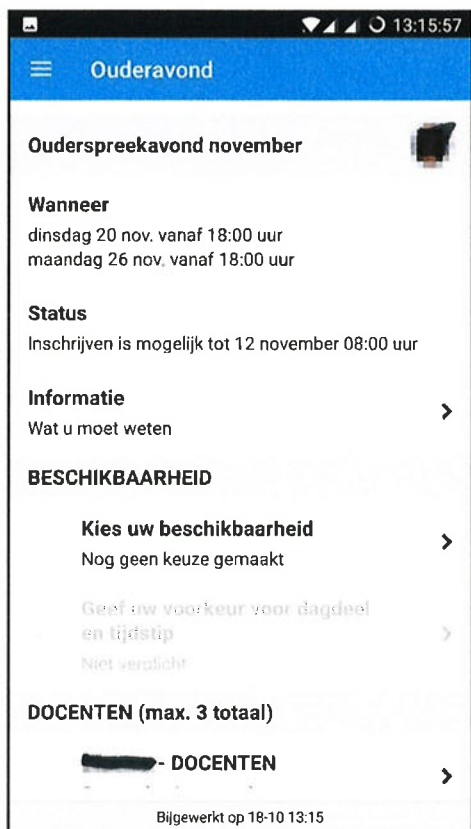 13:15:57
Ouderavond
Ouderspreekavond november
Wanneer
dinsdag 20 nov. vanaf 18:00 uur
maandag 26 nov. vanaf 18:00 uur
Status
Inschrijven is mogelijk tot 12 november 08:00 uur
Informatie
Wat u moet weten
BESCHIKBAARHEID
Kies uw beschikbaarheid
Nog geen keuze gemaakt
Geef uw voorkeur voor dagdeel
en tijdstip
Niet verplicht
DOCENTEN (max. 3 totaal)
- DOCENTEN
Bijgewerkt op 18-10 13:15